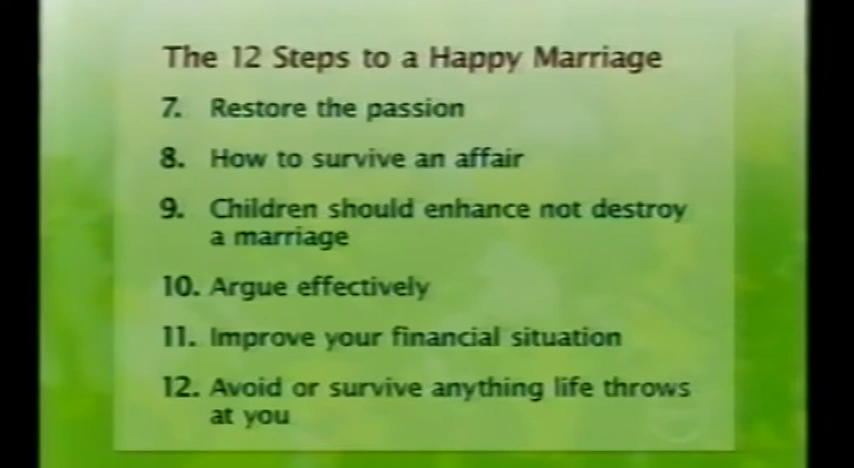 The 12 Steps to a Happy Marriage
7. Restore the passion
8. How to survive an affair
9. Children should enhance not destroy
a marriage
10. Argue effectively
11. Improve your financial situation
12. Avoid or survive anything life throws
at you